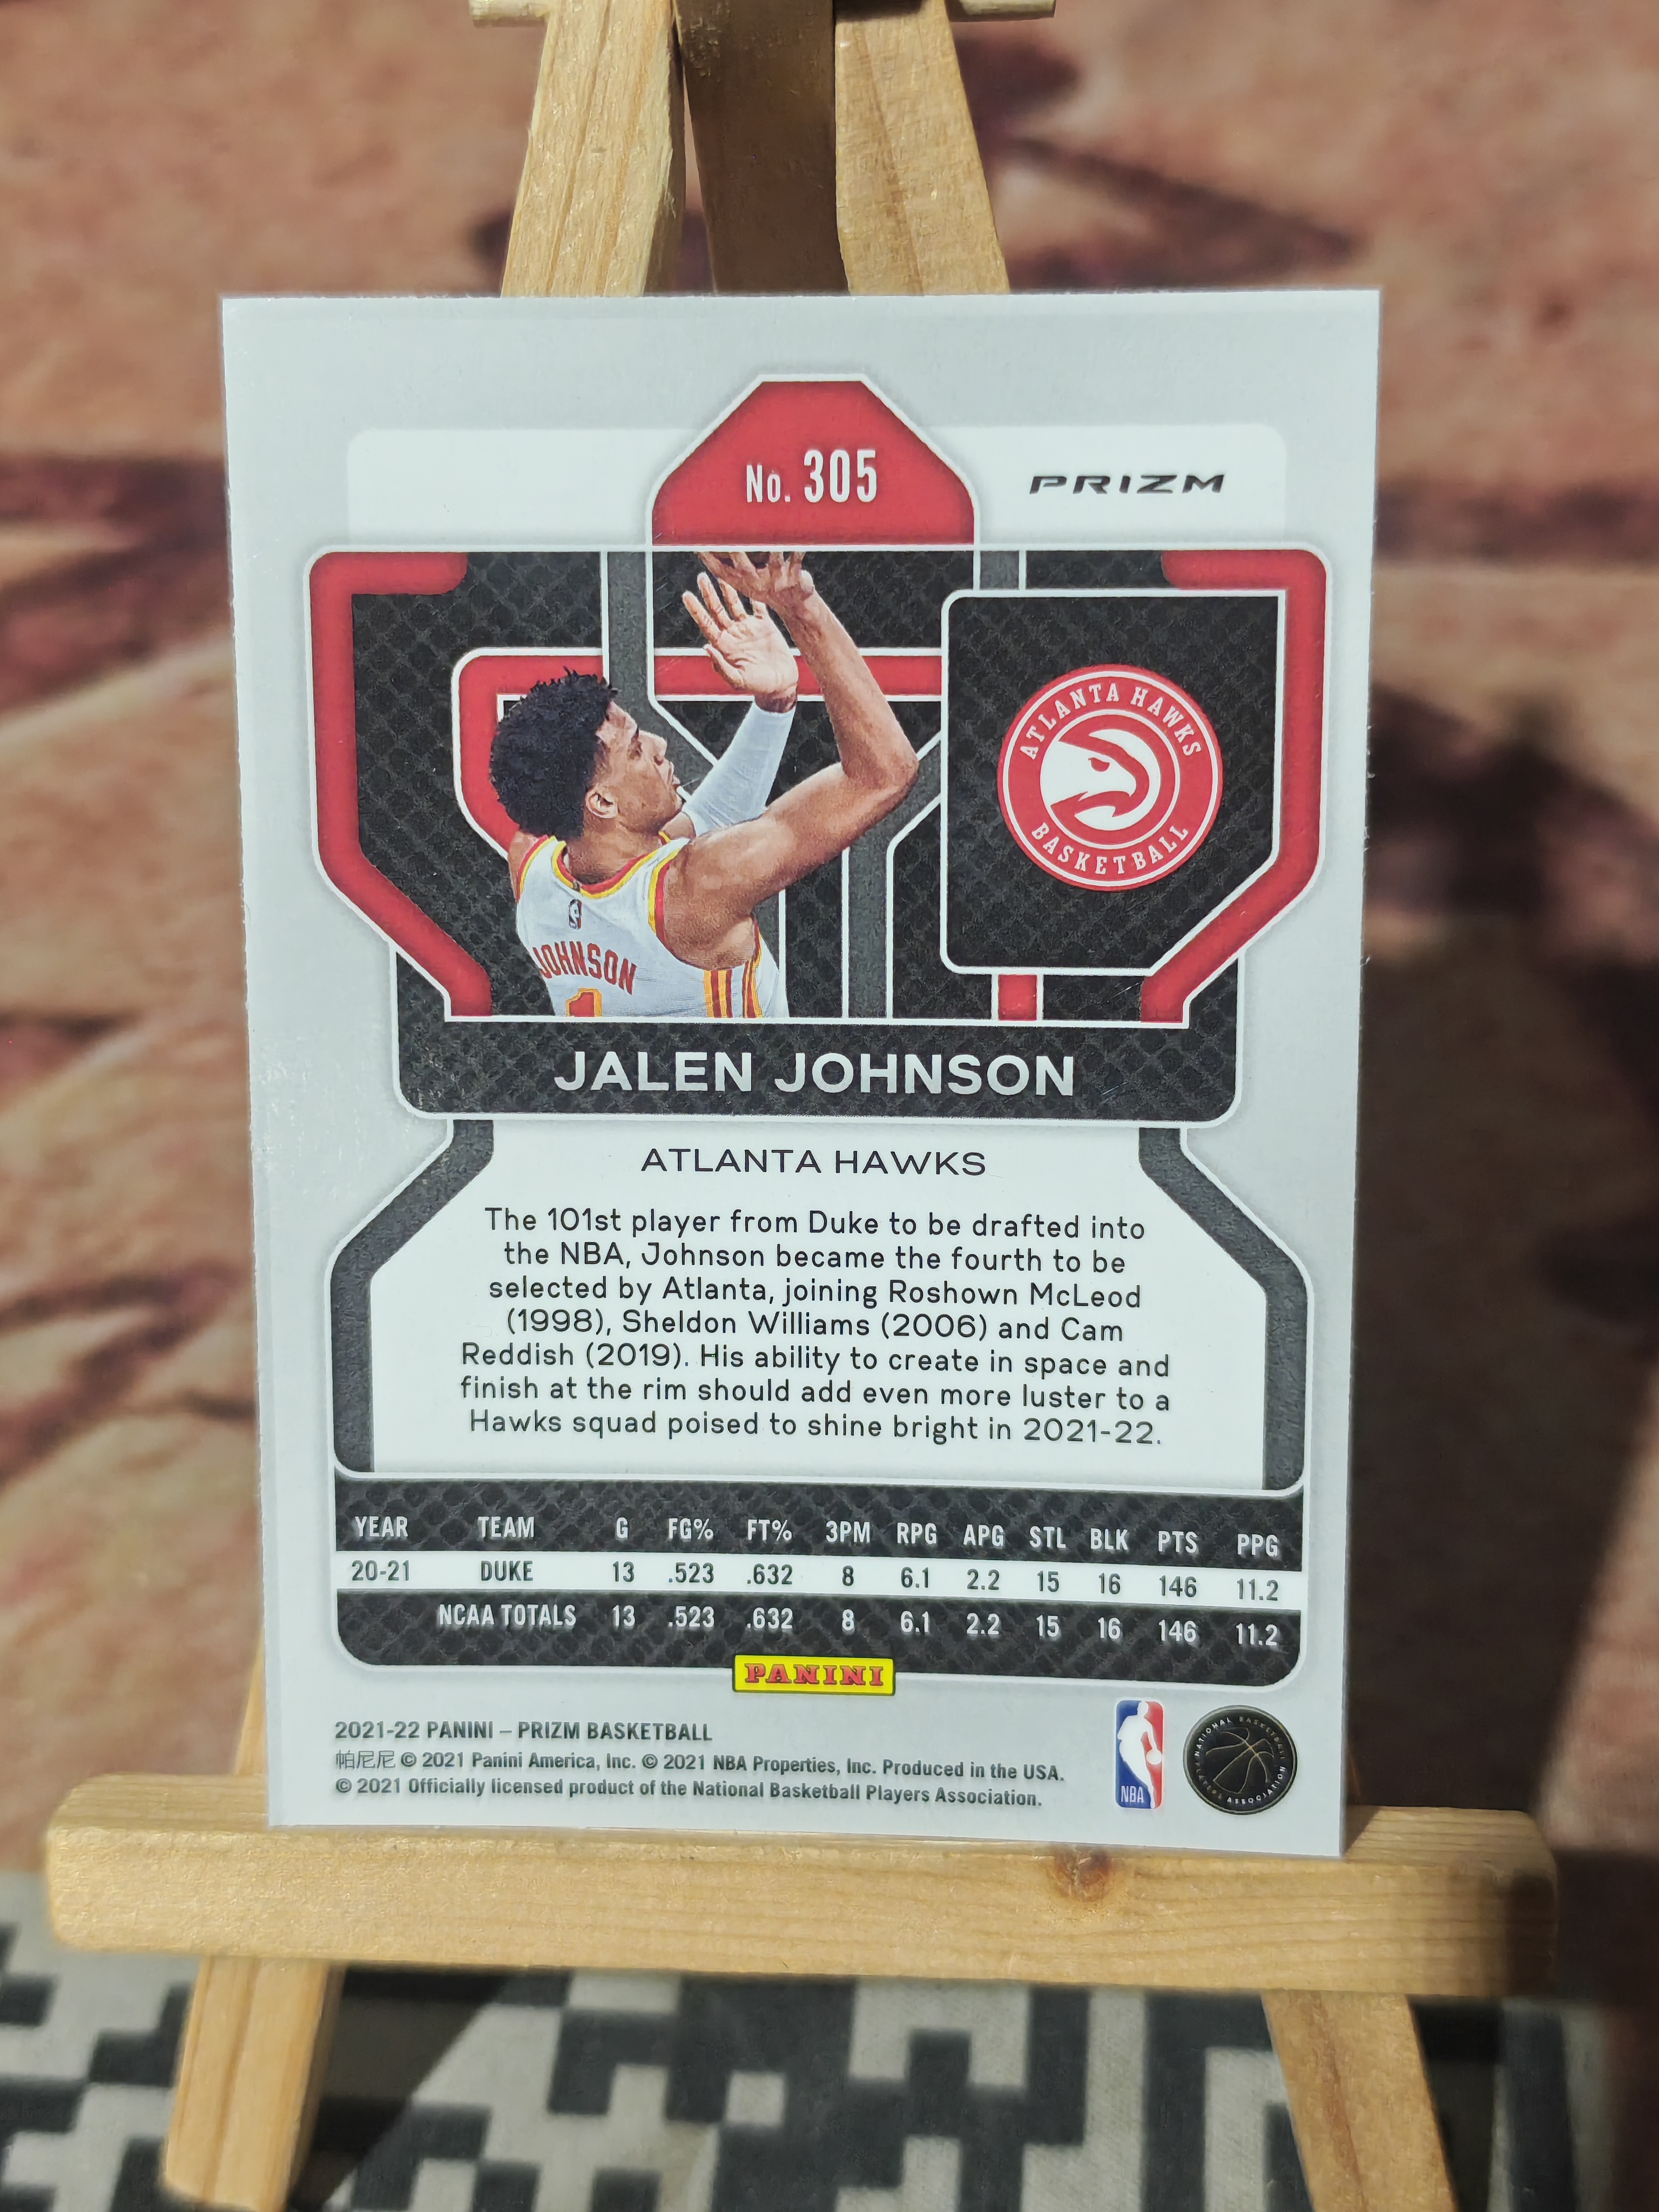 No. 305
PRIZM
ATLANTA HAWKS
BASKETBALL
JOHNSON
1
JALEN JOHNSON
ATLANTA HAWKS
The 101st player from Duke to be drafted into
the NBA, Johnson became the fourth to be
selected by Atlanta, joining Roshown McLeod
(1998), Sheldon Williams (2006) and Cam
Reddish (2019). His ability to create in space and
finish at the rim should add even more luster to a
Hawks squad poised to shine bright in 2021-22.
YEAR TEAM G FG% FT% 3PM RPG APG STL BLK PTS PPG
20-21 DUKE 13 .523 .632 8 6.1 2.2 15 16 146 11.2
NCAA TOTALS 13 .523 .632 8 6.1 2.2 15 16 146 11.2
PANINI
2021-22 PANINI – PRIZM BASKETBALL
帕尼尼 © 2021 Panini America, Inc. © 2021 NBA Properties, Inc. Produced in the USA.
© 2021 Officially licensed product of the National Basketball Players Association.
NBA
NATIONAL BASKETBALL
PLAYERS ASSOCIATION